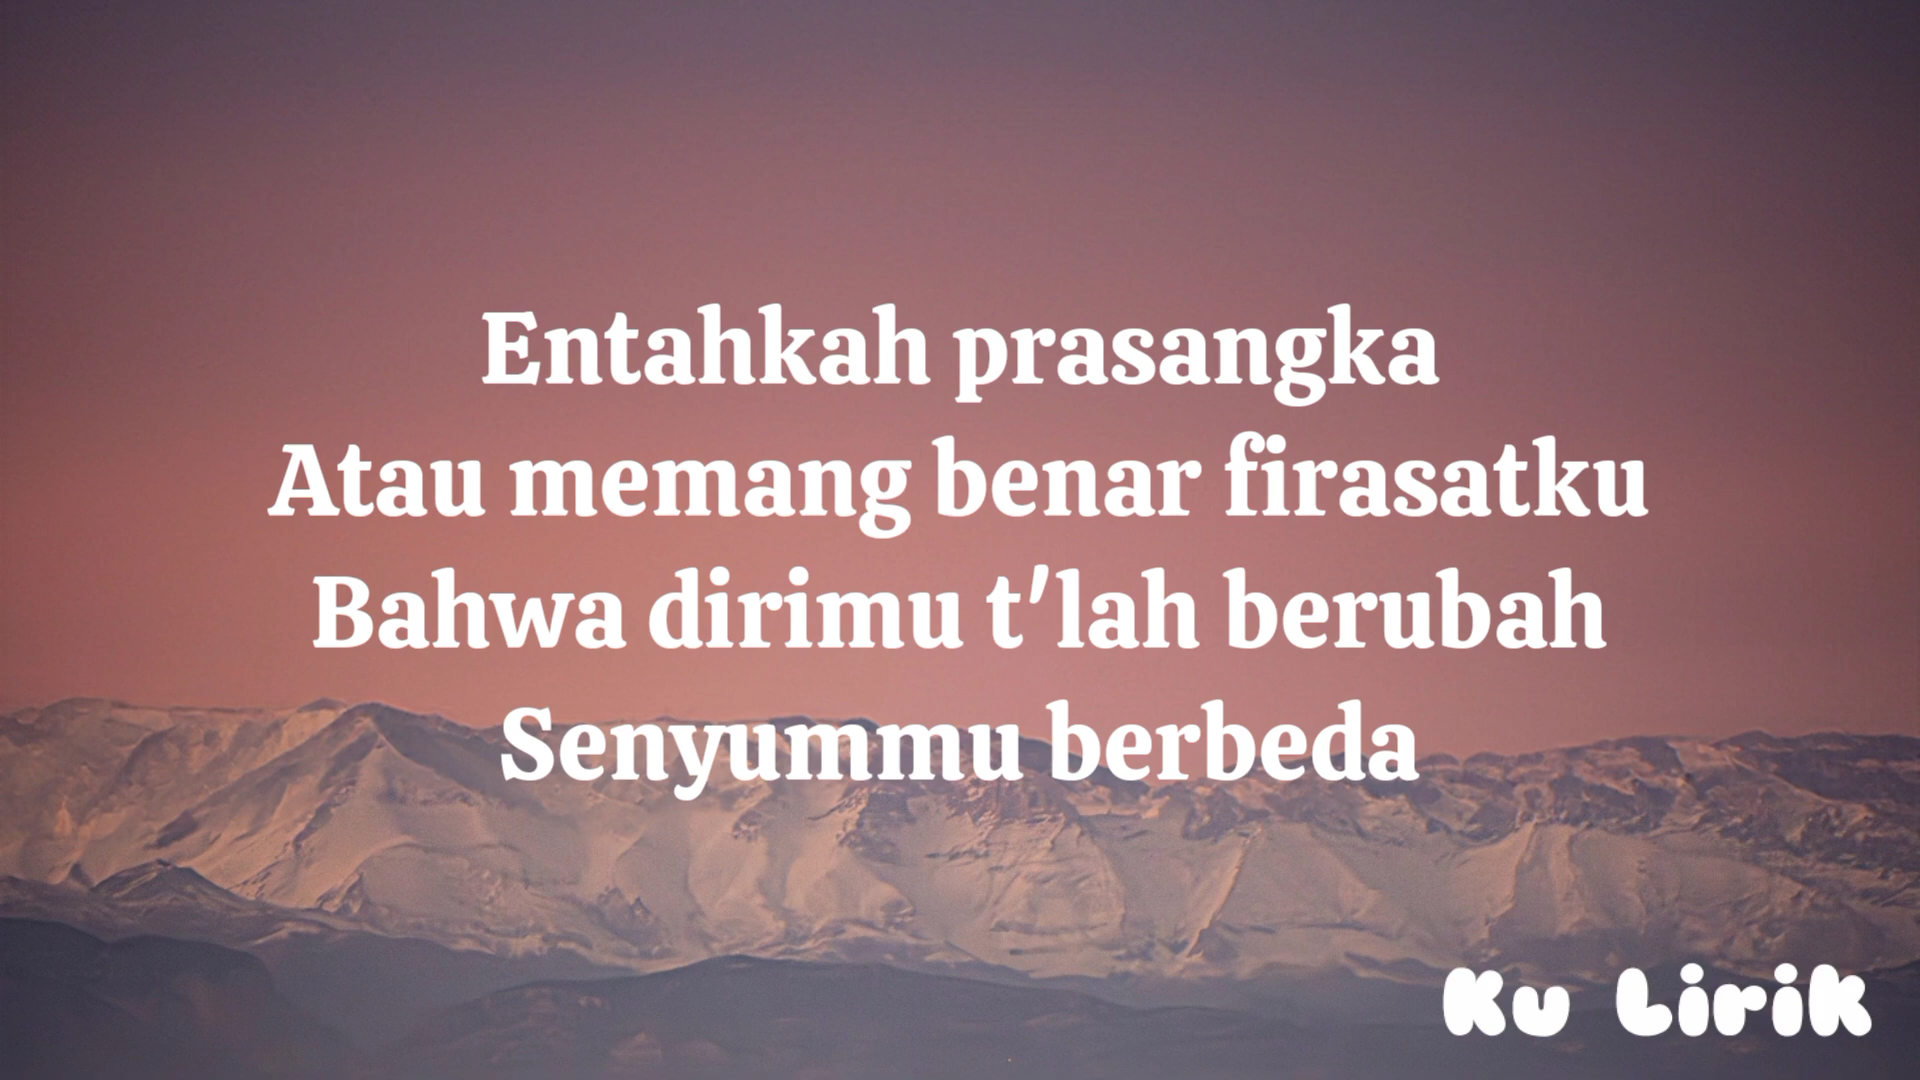 Entahkah prasangka
Atau memang benar firasatku
Bahwa dirimu t'lah berubah
Senyummu berbeda
Ku Lirik